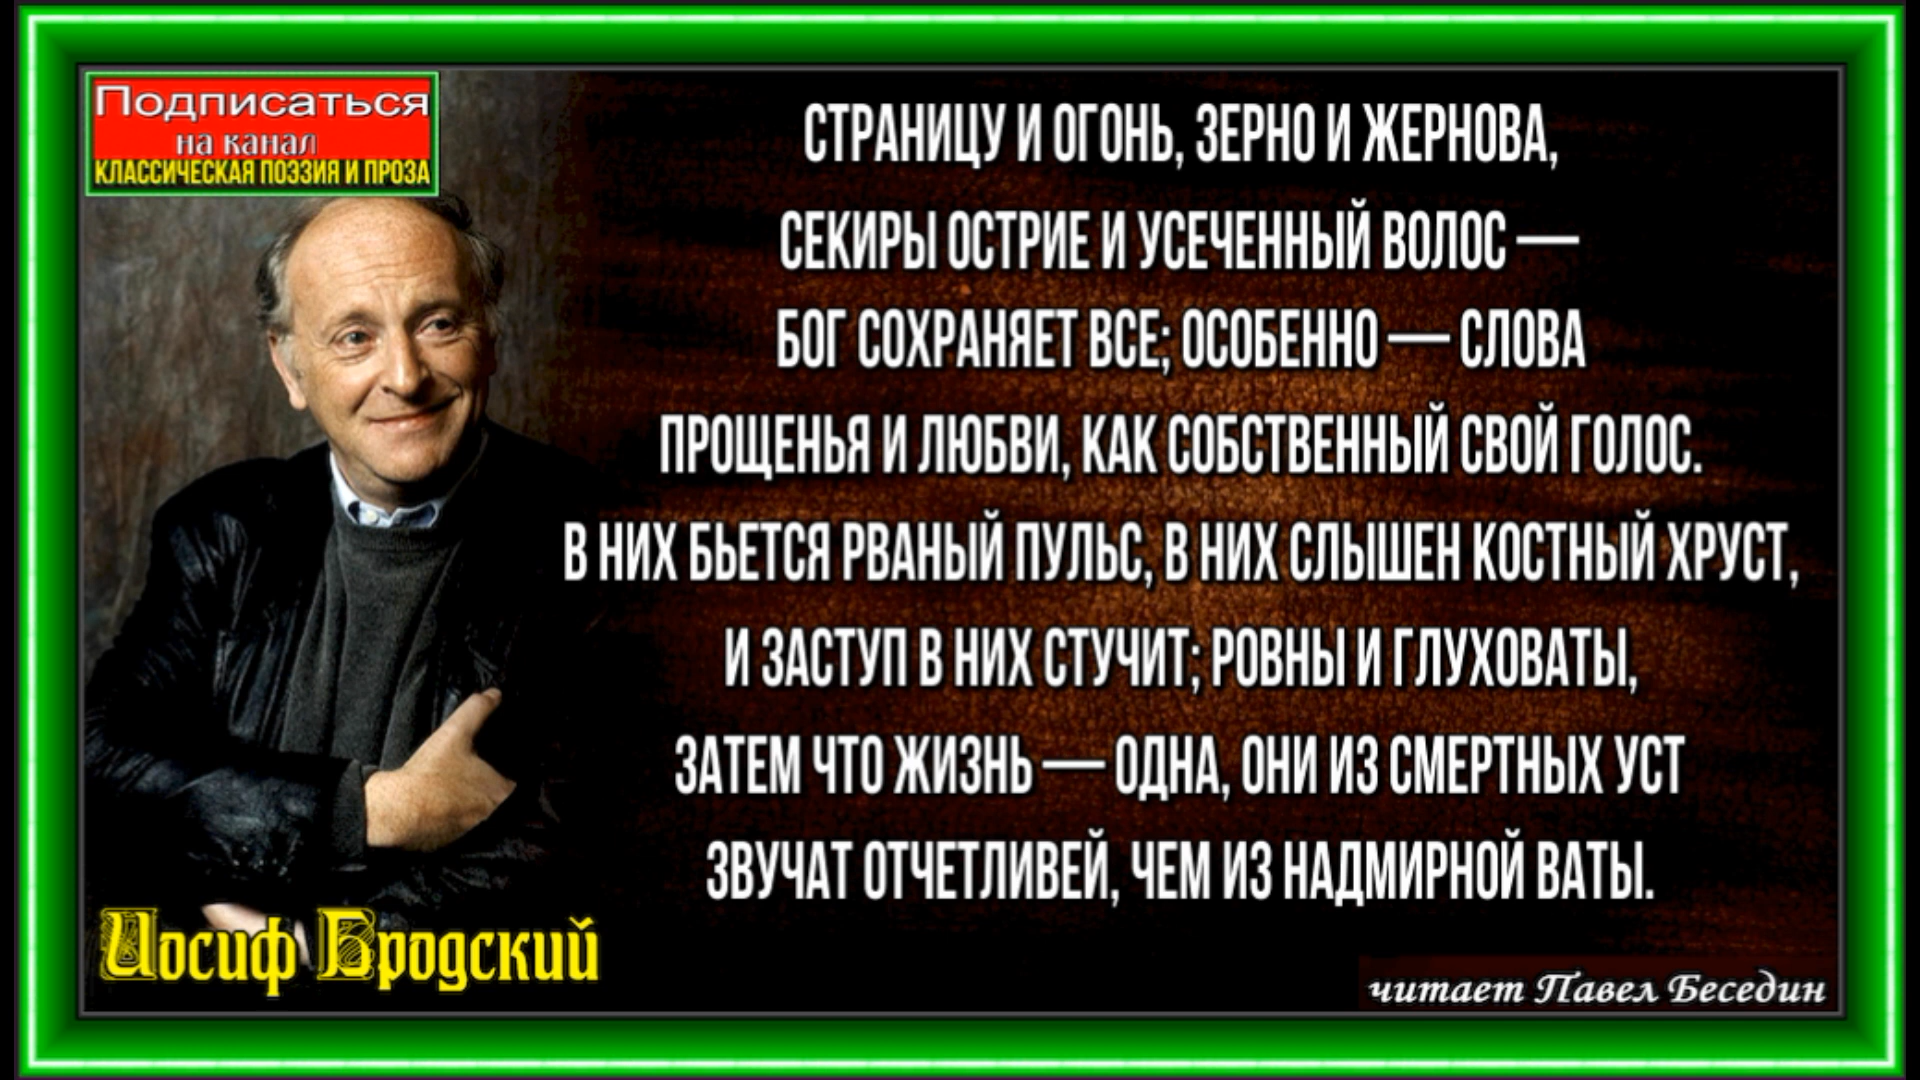 Подписаться
на канал
КЛАССИЧЕСКАЯ ПОЭЗИЯ И ПРОЗА
СТРАНИЦУ И ОГОНЬ, ЗЕРНО И ЖЕРНОВА,
СЕКИРЫ ОСТРИЕ И УСЕЧЕННЫЙ ВОЛОС —
БОГ СОХРАНЯЕТ ВСЕ; ОСОБЕННО — СЛОВА
ПРОЩЕНЬЯ И ЛЮБВИ, КАК СОБСТВЕННЫЙ СВОЙ ГОЛОС.
В НИХ БЬЕТСЯ РВАНЫЙ ПУЛЬС, В НИХ СЛЫШЕН КОСТНЫЙ ХРУСТ,
И ЗАСТУП В НИХ СТУЧИТ; РОВНЫ И ГЛУХОВАТЫ,
ЗАТЕМ ЧТО ЖИЗНЬ — ОДНА, ОНИ ИЗ СМЕРТНЫХ УСТ
ЗВУЧАТ ОТЧЕТЛИВЕЙ, ЧЕМ ИЗ НАДМИРНОЙ ВАТЫ.
Иосиф Бродский
читает Павел Беседин